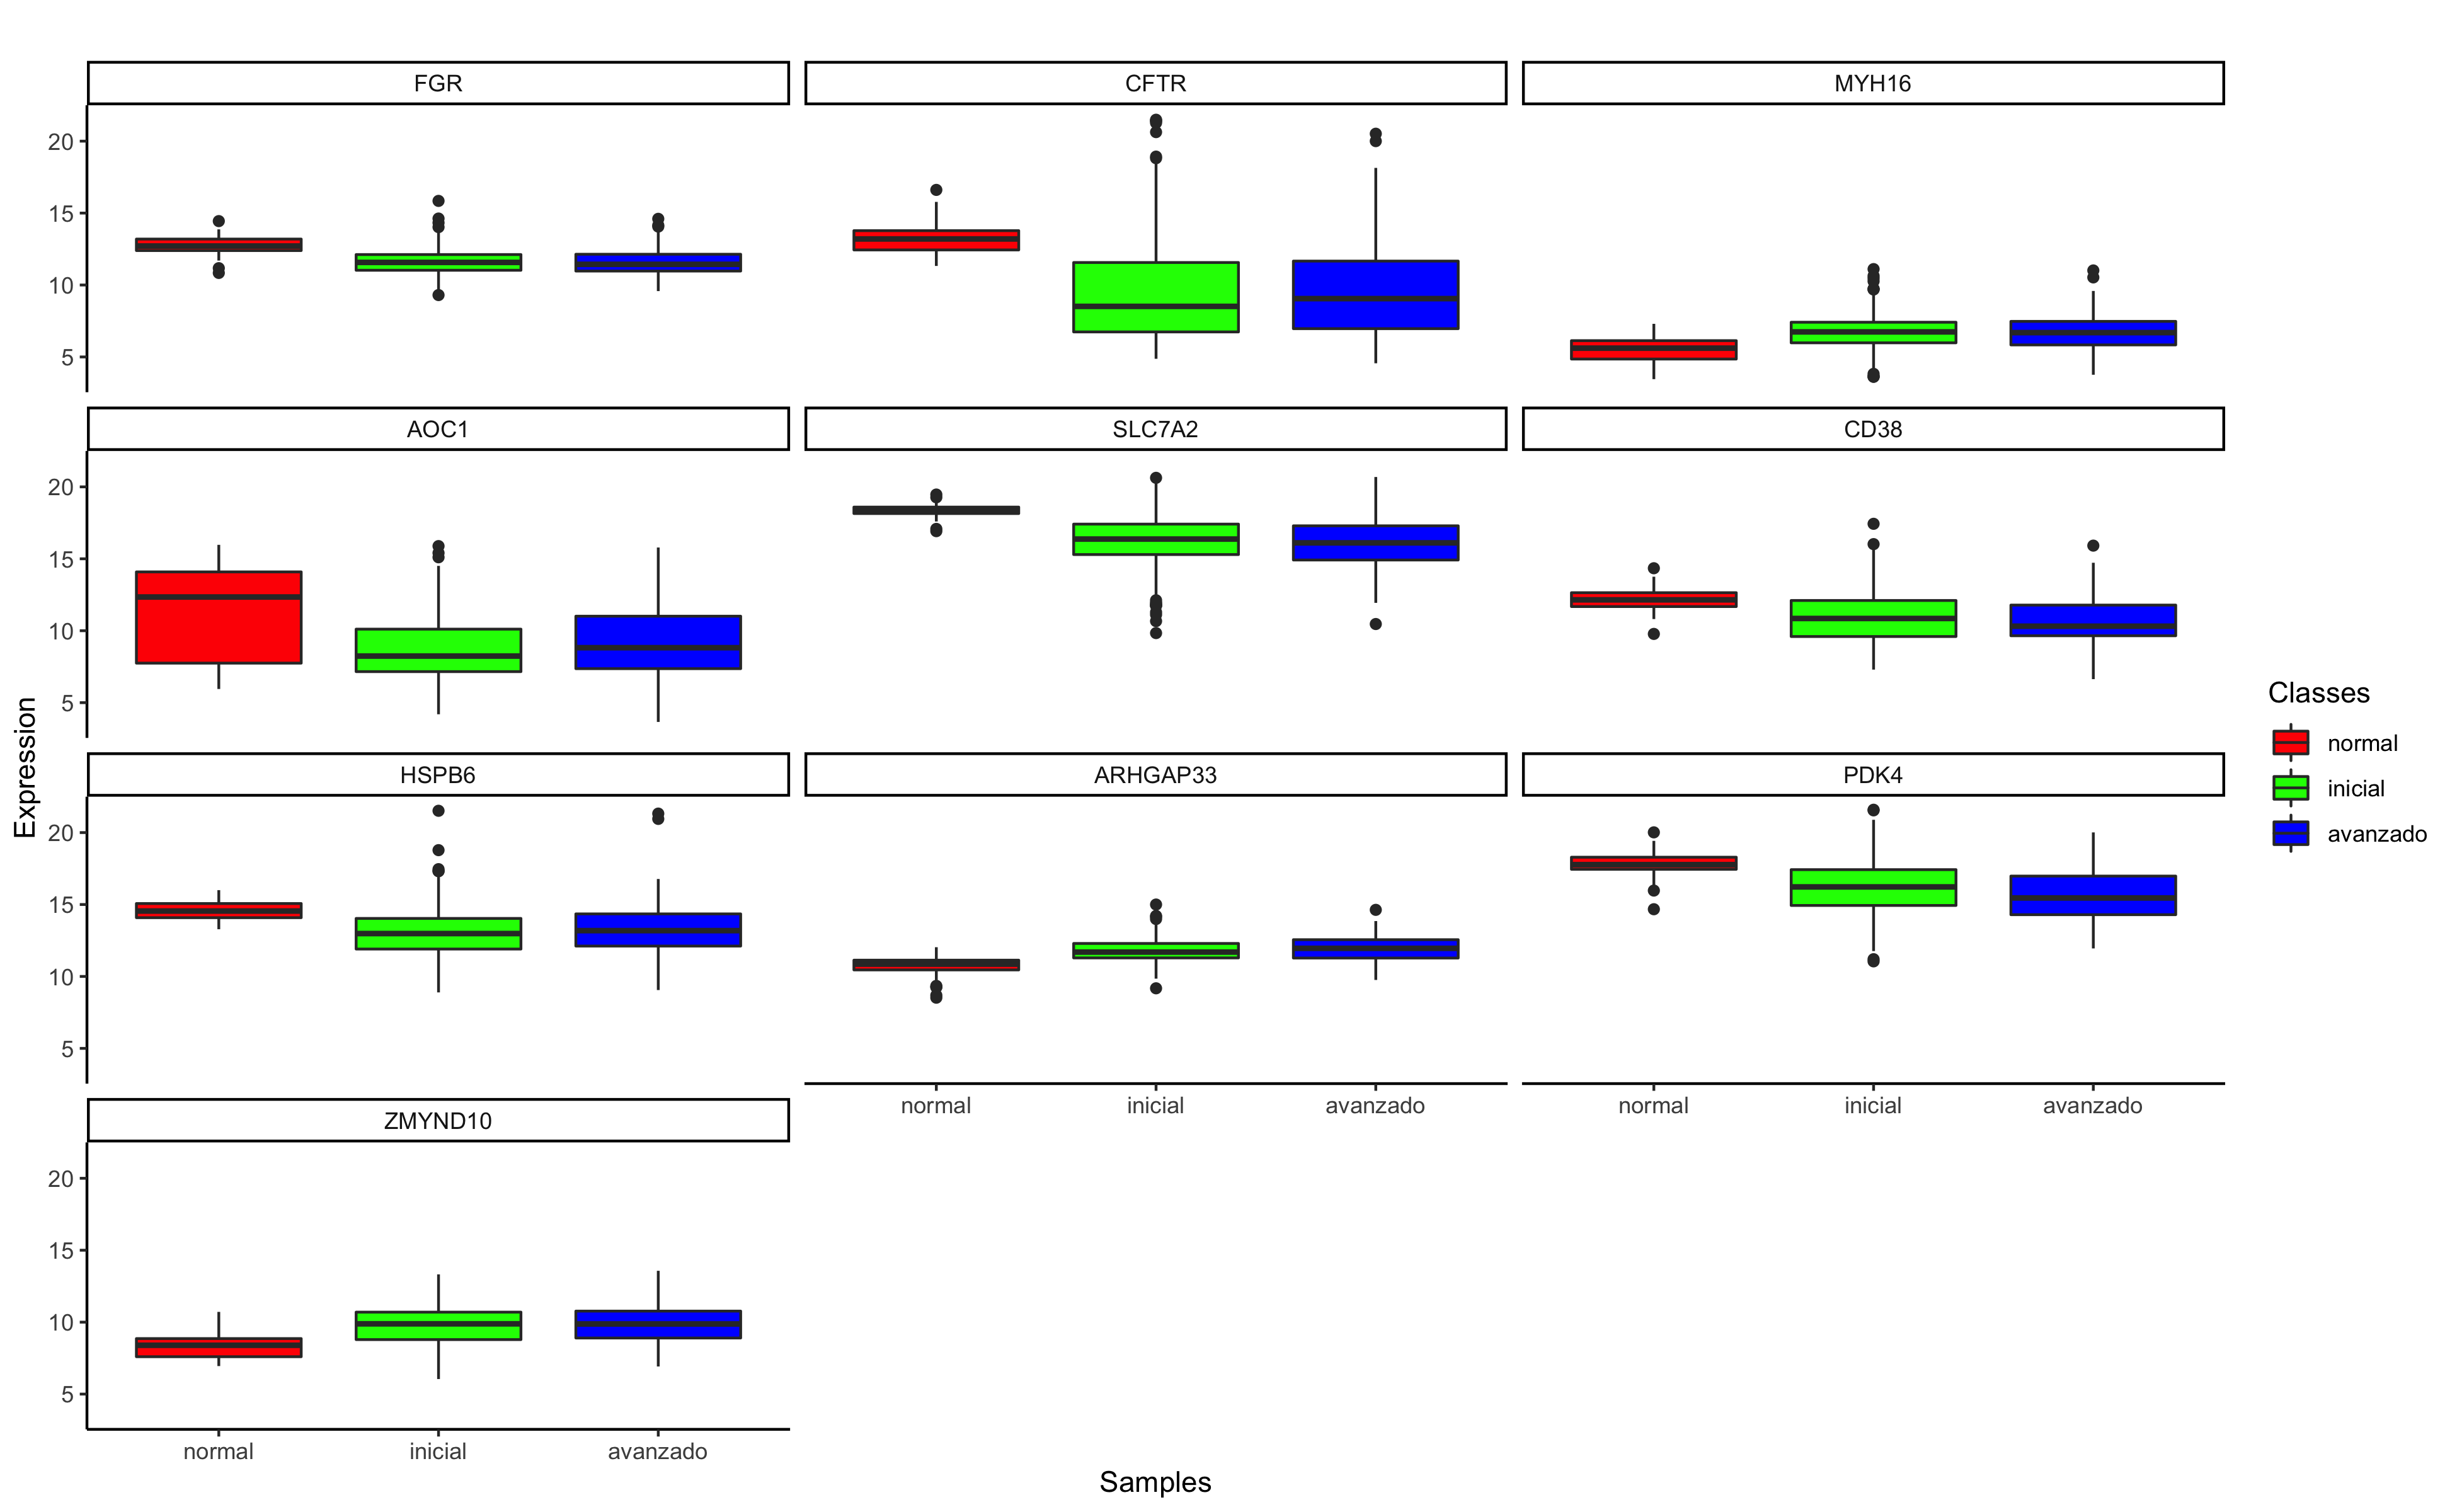 FGR
CFTR
MYH16
20
15
10
5
AOC1
SLC7A2
CD38
20
15
10
5
HSPB6
ARHGAP33
PDK4
20
15
10
5
normal
inicial
avanzado
normal
inicial
avanzado
ZMYND10
20
15
10
5
normal
inicial
avanzado
Samples
Expression
Classes
normal
inicial
avanzado